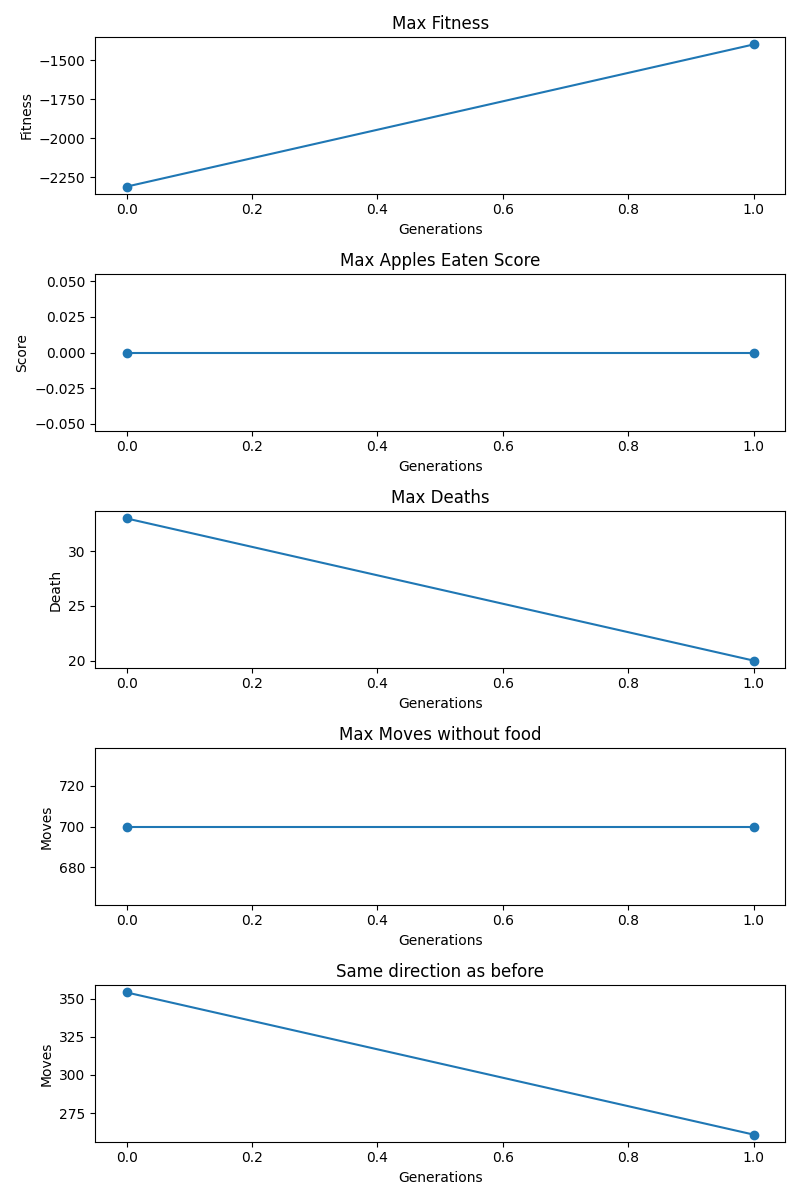 Max Fitness
Fitness
−1500
−1750
−2000
−2250
0.0 0.2 0.4 0.6 0.8 1.0
Generations
Max Apples Eaten Score
Score
0.050
0.025
0.000
−0.025
−0.050
0.0 0.2 0.4 0.6 0.8 1.0
Generations
Max Deaths
Death
30
25
20
0.0 0.2 0.4 0.6 0.8 1.0
Generations
Max Moves without food
Moves
720
700
680
0.0 0.2 0.4 0.6 0.8 1.0
Generations
Same direction as before
Moves
350
325
300
275
0.0 0.2 0.4 0.6 0.8 1.0
Generations